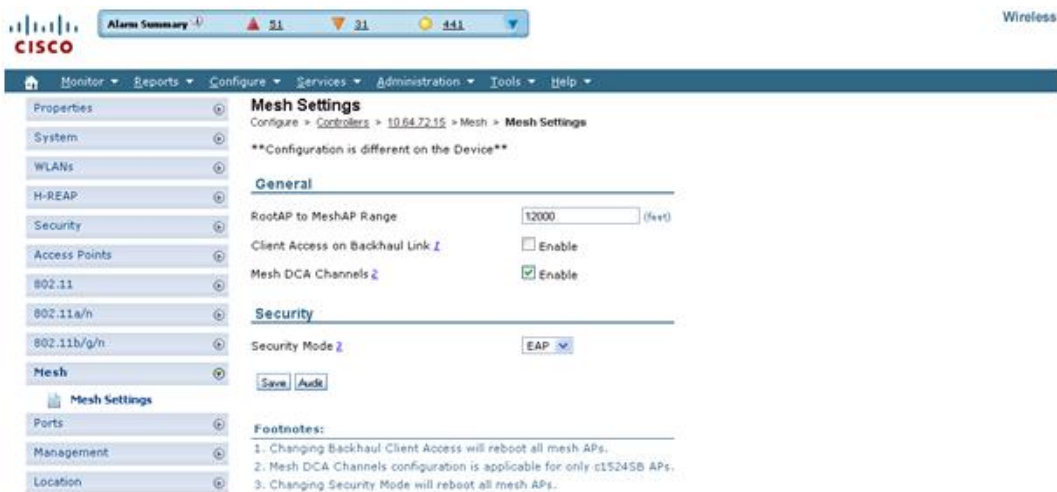 Alarm Summary 51 31 441 Wireless
CISCO
Monitor Reports Configure Services Administration Tools Help
Properties
System
WLANs
H-REAP
Security
Access Points
802.11
802.11a/n
802.11b/g/n
Mesh
Mesh Settings
Ports
Management
Location
Mesh Settings
Configure > Controllers > 10.64.72.15 > Mesh > Mesh Settings
**Configuration is different on the Device**
General
RootAP to MeshAP Range 12000 (feet)
Client Access on Backhaul Link 1 Enable
Mesh DCA Channels 2 Enable
Security
Security Mode 2 EAP
Save Audit
Footnotes:
1. Changing Backhaul Client Access will reboot all mesh APs.
2. Mesh DCA Channels configuration is applicable for only c1524SB APs.
3. Changing Security Mode will reboot all mesh APs.